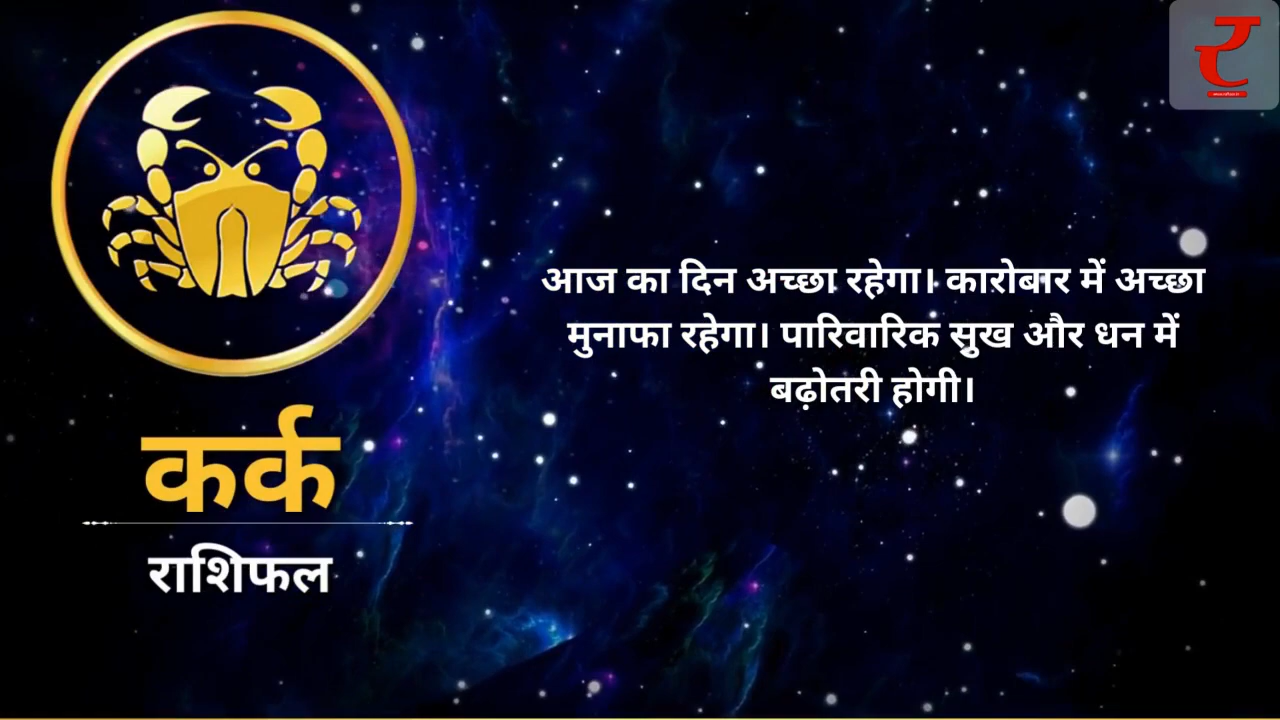 आज का दिन अच्छा रहेगा। कारोबार में अच्छा
मुनाफा रहेगा। पारिवारिक सुख और धन में
बढ़ोतरी होगी।
कर्क
राशिफल